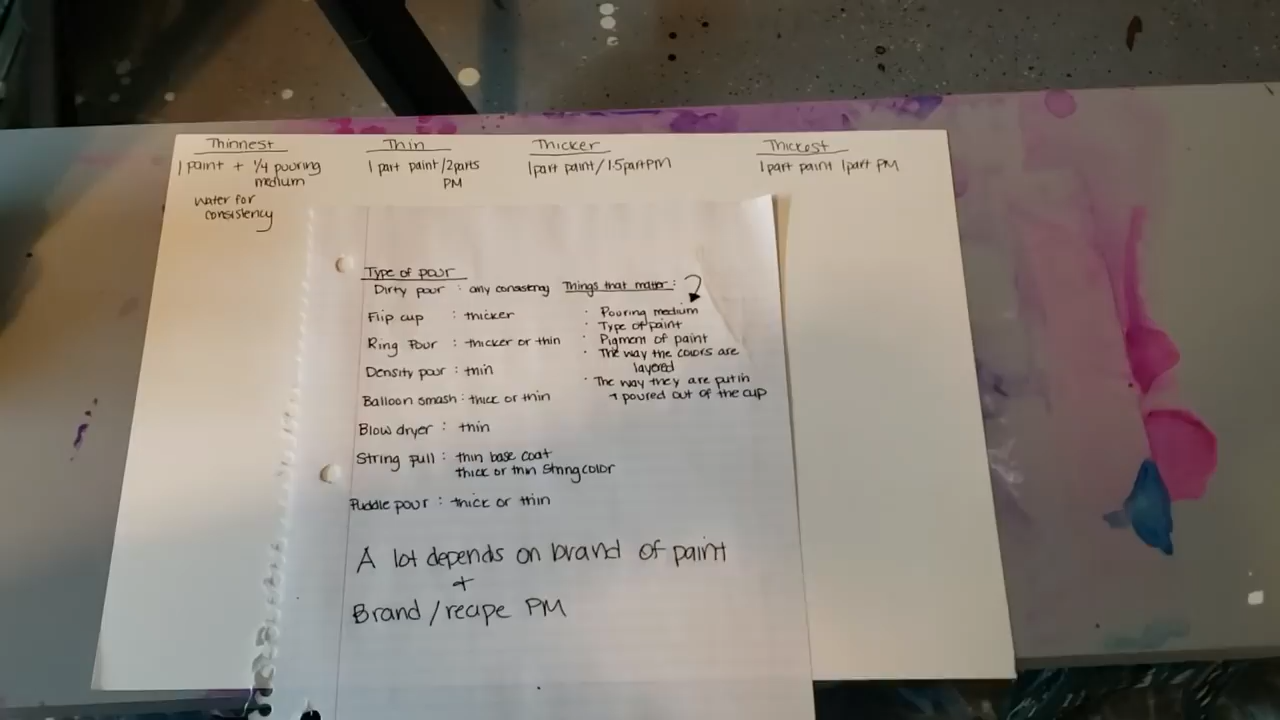 Thinnest
1 paint + 1/4 pouring
medium
water for
consistency
Thin
1 part paint/2parts
PM
Thicker
1part paint/1.5partPM
Thickest
1part paint 1part PM
Type of pour
Dirty pour : any consistency
Flip cup : thicker
Ring Pour : thicker or thin
Density pour : thin
Balloon smash : thick or thin
Blow dryer : thin
String pull : thin base coat
thick or thin string color
Puddle pour : thick or thin
Things that matter:
· Pouring medium
· Type of paint
· Pigment of paint
· The way the colors are
layered
· The way they are put in
+ poured out of the cup
A lot depends on brand of paint
+
Brand/recipe PM